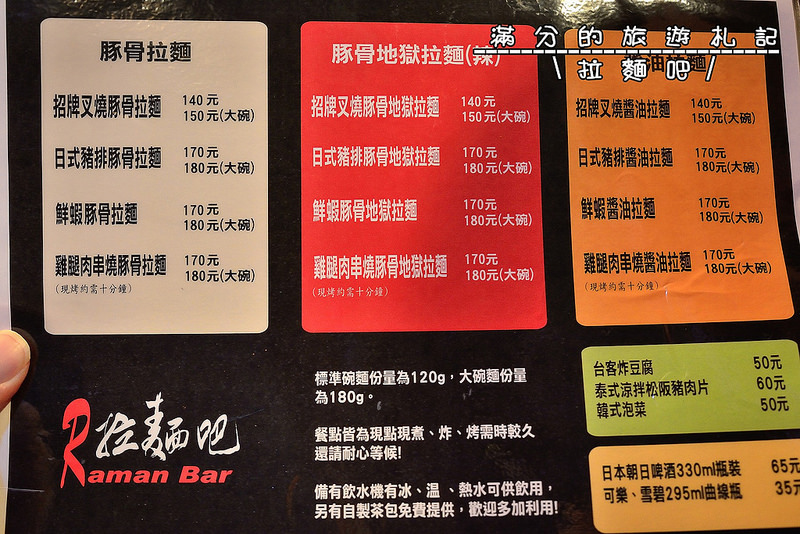 滿分的旅遊札記
\拉麵吧/
豚骨拉麵
招牌叉燒豚骨拉麵 140元
150元(大碗)
日式豬排豚骨拉麵 170元
180元(大碗)
鮮蝦豚骨拉麵 170元
180元(大碗)
雞腿肉串燒豚骨拉麵 170元
180元(大碗)
(現烤約需十分鐘)
豚骨地獄拉麵(辣)
招牌叉燒豚骨地獄拉麵 140元
150元(大碗)
日式豬排豚骨地獄拉麵 170元
180元(大碗)
鮮蝦豚骨地獄拉麵 170元
180元(大碗)
雞腿肉串燒豚骨地獄拉麵 170元
180元(大碗)
(現烤約需十分鐘)
油拉麵
招牌叉燒醬油拉麵 140元
150元(大碗)
日式豬排醬油拉麵 170元
180元(大碗)
鮮蝦醬油拉麵 170元
180元(大碗)
雞腿肉串燒醬油拉麵 170元
180元(大碗)
(現烤約需十分鐘)
拉麵吧
Raman Bar
標準碗麵份量為120g，大碗麵份量
為180g。
餐點皆為現點現煮、炸、烤需時較久
還請耐心等候!
備有飲水機有冰、溫、熱水可供飲用，
另有自製茶包免費提供，歡迎多加利用!
台客炸豆腐 50元
泰式涼拌松阪豬肉片 60元
韓式泡菜 50元
日本朝日啤酒330ml瓶裝 65元
可樂、雪碧295ml曲線瓶 35元